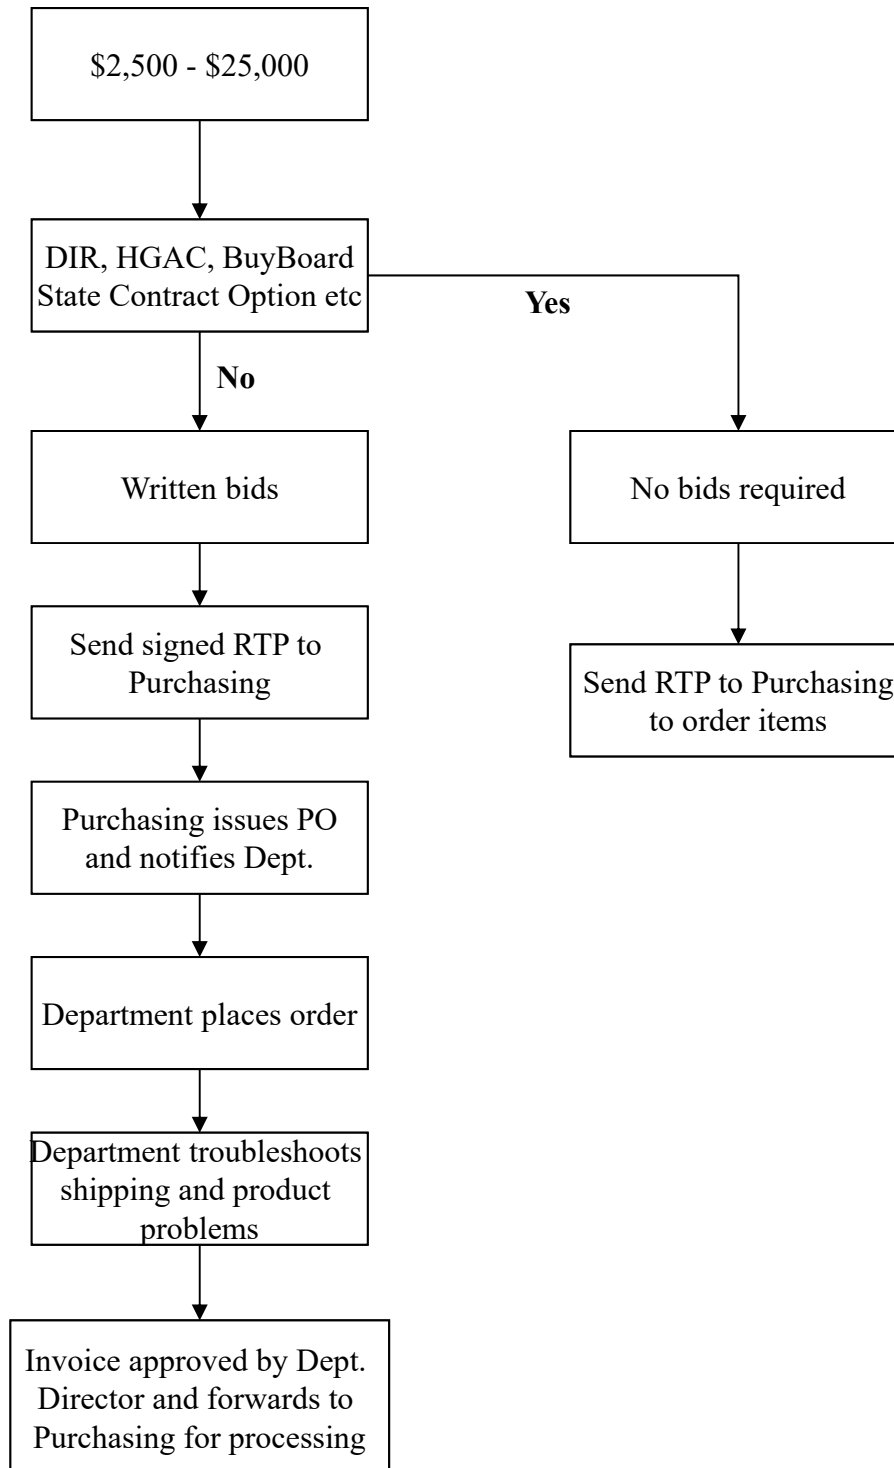 $2,500 - $25,000
DIR, HGAC, BuyBoard
State Contract Option etc
Yes
No
Written bids
No bids required
Send signed RTP to
Purchasing
Send RTP to Purchasing
to order items
Purchasing issues PO
and notifies Dept.
Department places order
Department troubleshoots
shipping and product
problems
Invoice approved by Dept.
Director and forwards to
Purchasing for processing